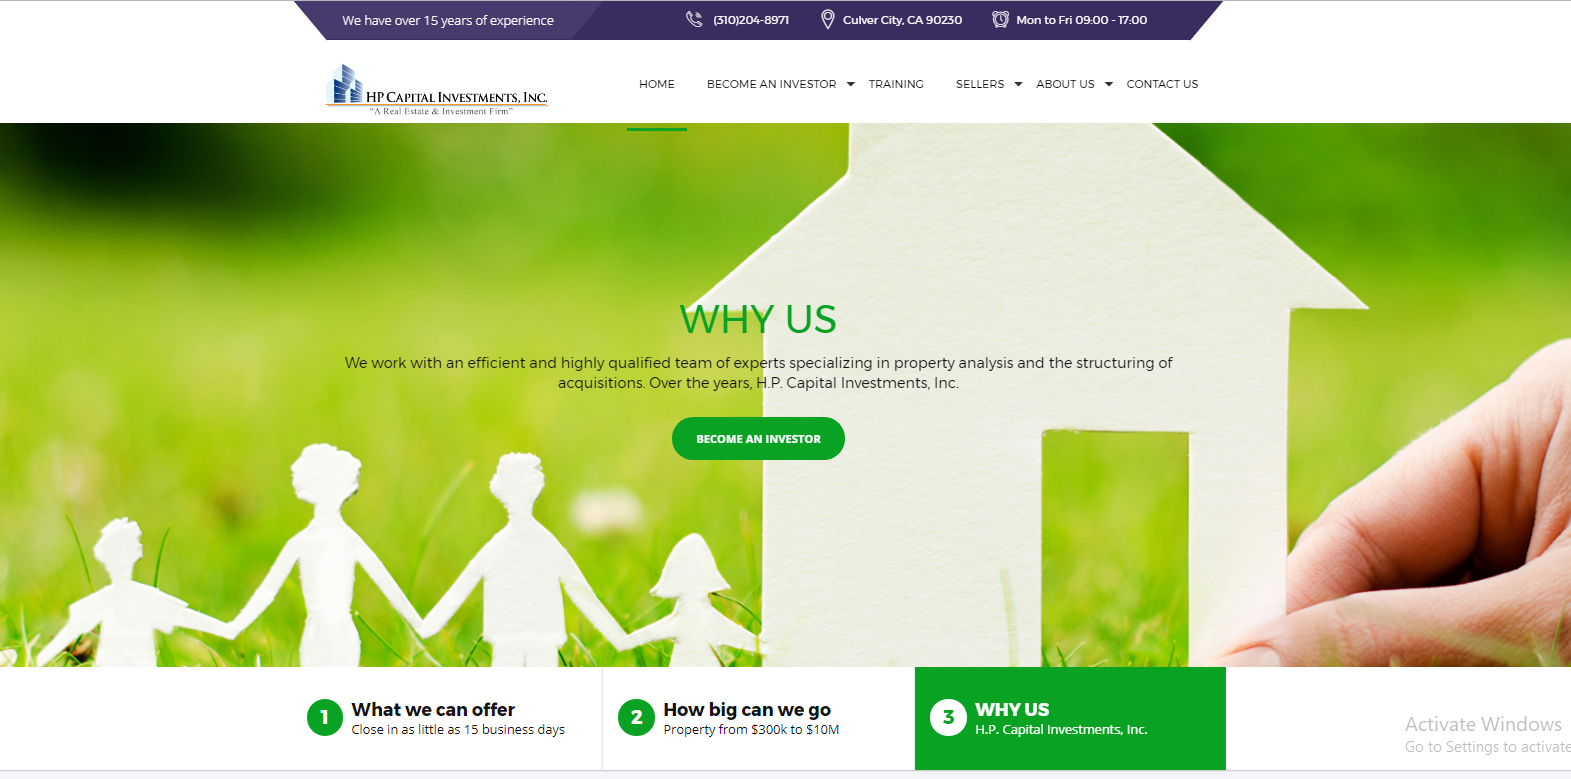 We have over 15 years of experience
(310)204-8971
Culver City, CA 90230
Mon to Fri 09:00 - 17:00
HP CAPITAL INVESTMENTS, INC.
"A Real Estate & Investment Firm"
HOME
BECOME AN INVESTOR
TRAINING
SELLERS
ABOUT US
CONTACT US
WHY US
We work with an efficient and highly qualified team of experts specializing in property analysis and the structuring of
acquisitions. Over the years, H.P. Capital Investments, Inc.
BECOME AN INVESTOR
1
What we can offer
Close in as little as 15 business days
2
How big can we go
Property from $300k to $10M
3
WHY US
H.P. Capital Investments, Inc.
Activate Windows
Go to Settings to activate